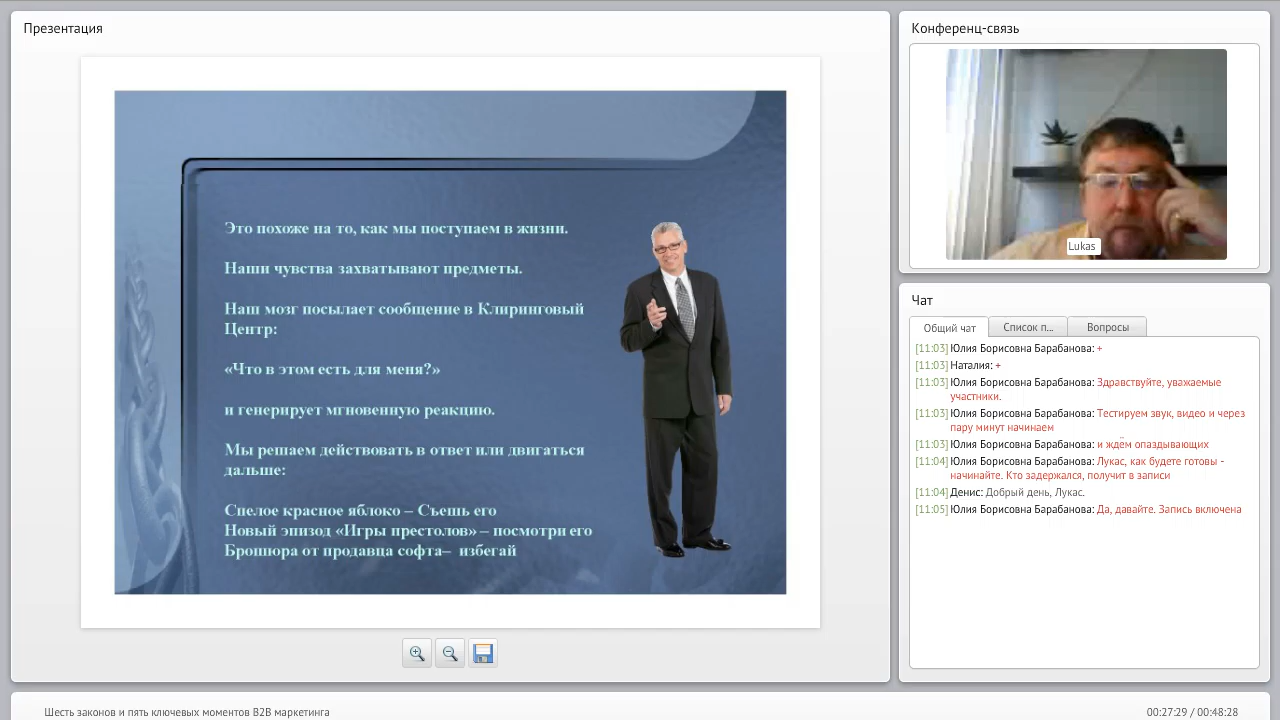 Презентация
Это похоже на то, как мы поступаем в жизни.
Наши чувства захватывают предметы.
Наш мозг посылает сообщение в Клиринговый
Центр:
«Что в этом есть для меня?»
и генерирует мгновенную реакцию.
Мы решаем действовать в ответ или двигаться
дальше:
Спелое красное яблоко – Съешь его
Новый эпизод «Игры престолов» – посмотри его
Брошюра от продавца софта– избегай
Конференц-связь
Lukas
Чат
Общий чат
Список п...
Вопросы
[11:03] Юлия Борисовна Барабанова: +
[11:03] Наталия: +
[11:03] Юлия Борисовна Барабанова: Здравствуйте, уважаемые
участники.
[11:03] Юлия Борисовна Барабанова: Тестируем звук, видео и через
пару минут начинаем
[11:03] Юлия Борисовна Барабанова: и ждём опаздывающих
[11:04] Юлия Борисовна Барабанова: Лукас, как будете готовы -
начинайте. Кто задержался, получит в записи
[11:04] Денис: Добрый день, Лукас.
[11:05] Юлия Борисовна Барабанова: Да, давайте. Запись включена
Шесть законов и пять ключевых моментов B2B маркетинга
00:27:29 / 00:48:28